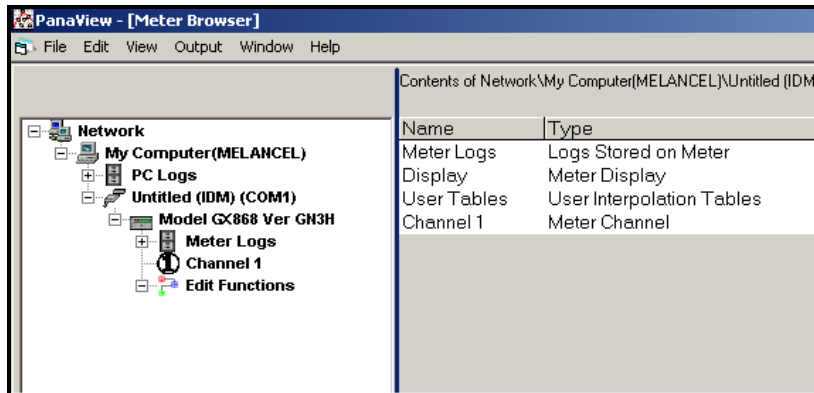 PanaView - [Meter Browser]
File Edit View Output Window Help
Contents of Network\My Computer(MELANCEL)\Untitled (IDM
Network
My Computer(MELANCEL)
PC Logs
Untitled (IDM) (COM1)
Model GX868 Ver GN3H
Meter Logs
1 Channel 1
Edit Functions
Name Type
Meter Logs Logs Stored on Meter
Display Meter Display
User Tables User Interpolation Tables
Channel 1 Meter Channel